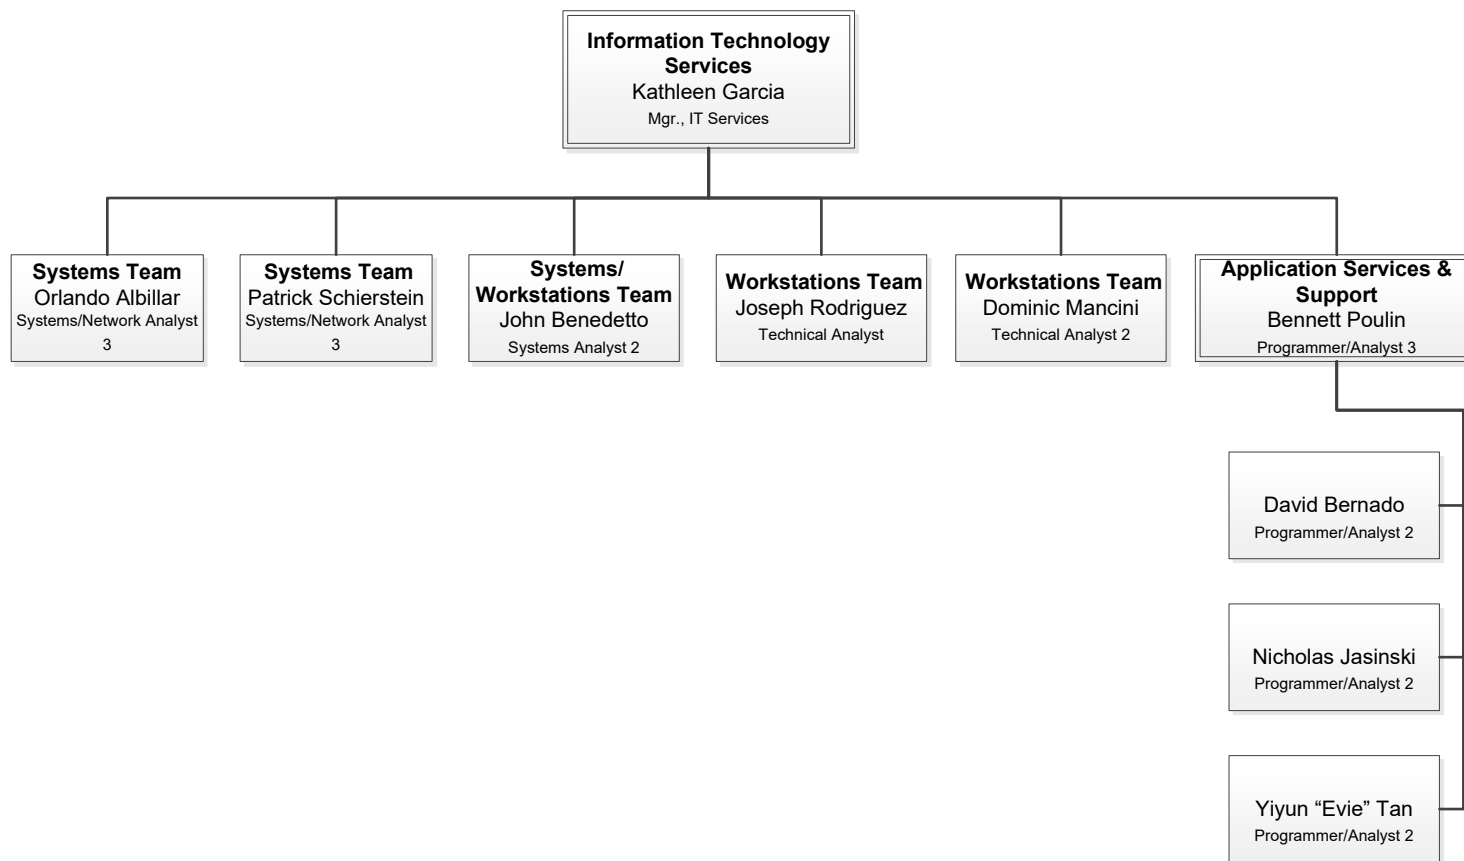 Information Technology
Services
Kathleen Garcia
Mgr., IT Services
Systems Team
Orlando Albillar
Systems/Network Analyst
3
Systems Team
Patrick Schierstein
Systems/Network Analyst
3
Systems/
Workstations Team
John Benedetto
Systems Analyst 2
Workstations Team
Joseph Rodriguez
Technical Analyst
Workstations Team
Dominic Mancini
Technical Analyst 2
Application Services &
Support
Bennett Poulin
Programmer/Analyst 3
David Bernado
Programmer/Analyst 2
Nicholas Jasinski
Programmer/Analyst 2
Yiyun “Evie” Tan
Programmer/Analyst 2